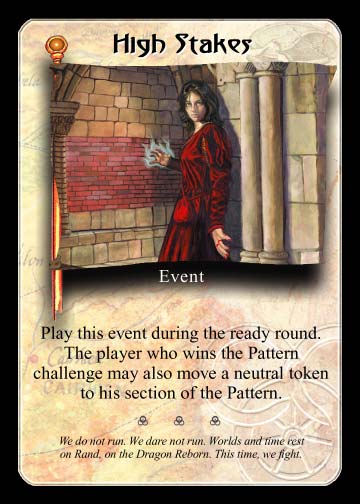 High Stakes
Event
Play this event during the ready round.
The player who wins the Pattern
challenge may also move a neutral token
to his section of the Pattern.
We do not run. We dare not run. Worlds and time rest
on Rand, on the Dragon Reborn. This time, we fight.